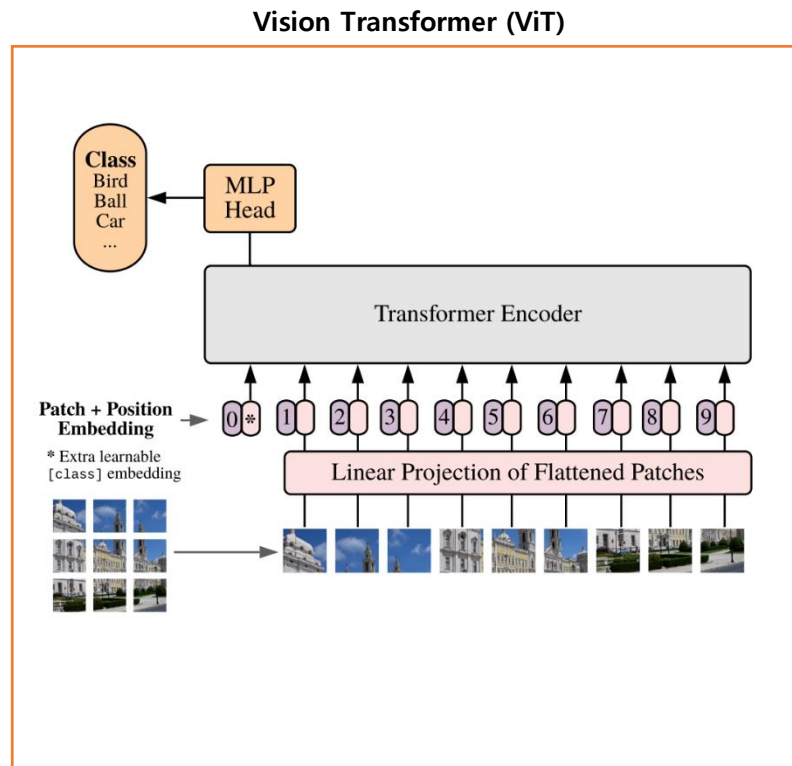 Vision Transformer (ViT)
Class
Bird
Ball
Car
...
MLP
Head
Transformer Encoder
Patch + Position
Embedding
0 * 1 2 3 4 5 6 7 8 9
* Extra learnable
[class] embedding
Linear Projection of Flattened Patches